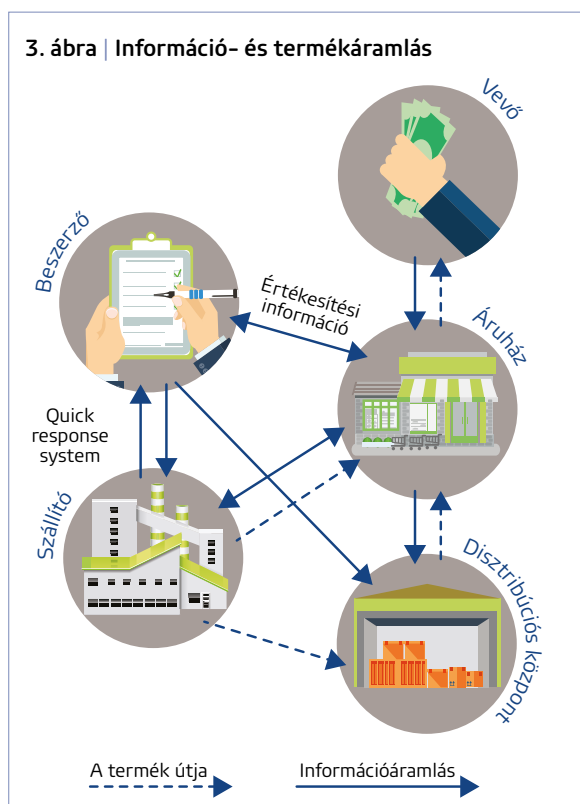 3. ábra | Információ- és termékáramlás
Vevő
Beszerző
Értékesítési
információ
Áruház
Quick
response
system
Szállító
Disztribúciós központ
A termék útja
Információáramlás